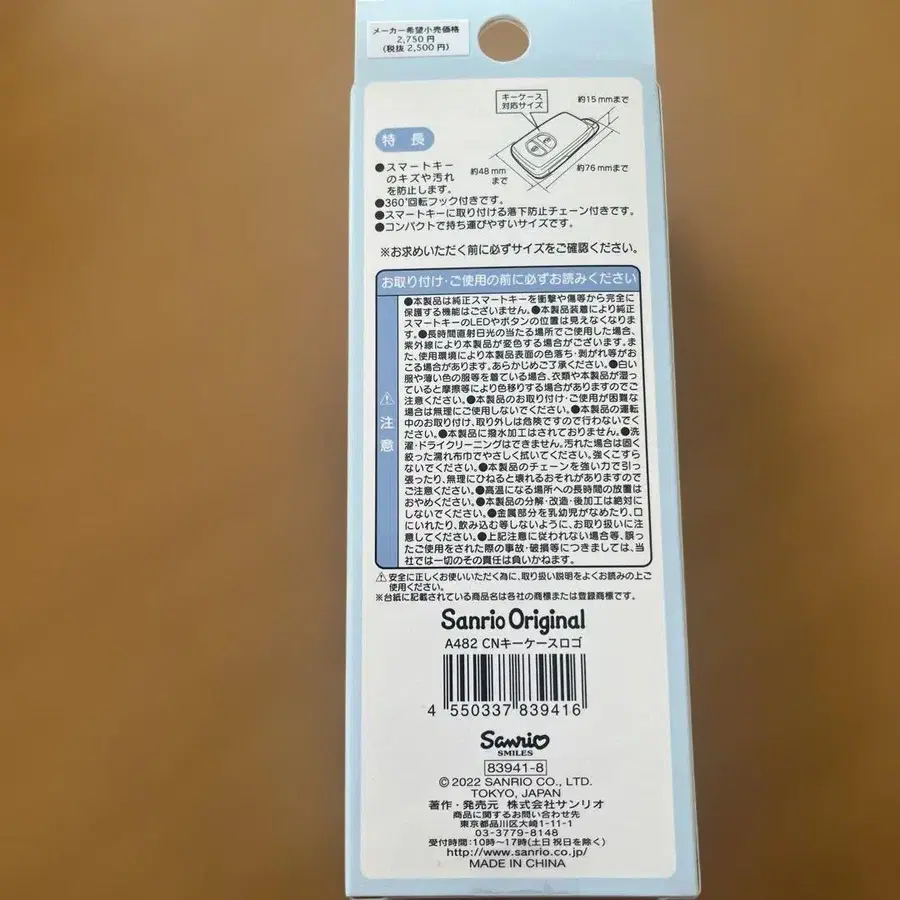 メーカー希望小売価格
2,750円
(税抜 2,500円)
キーケース
対応サイズ
約15mmまで
約48mm
まで
約76mmまで
特長
●スマートキー
のキズや汚れ
を防止します。
●360°回転フック付きです。
●スマートキーに取り付ける落下防止チェーン付きです。
●コンパクトで持ち運びやすいサイズです。
※お求めいただく前に必ずサイズをご確認ください。
お取り付け・ご使用の前に必ずお読みください
⚠注意
●本製品は純正スマートキーを衝撃や傷等から完全に
保護する機能はございません。●本製品装着により純正
スマートキーのLEDやボタンの位置は見えなくなりま
す。●長時間直射日光の当たる場所でご使用した場合、
紫外線により本製品が変色する場合がございます。ま
た、使用環境により本製品表面の色落ち・剥がれ等がお
こる場合があります。あらかじめご了承ください。●白い
服や薄い色の服等を着ている場合、衣類や本製品が湿っ
ていると摩擦等により色移りする場合がありますのでご
注意ください。●本製品のお取り付け・ご使用が困難な
場合は無理にご使用しないでください。●本製品の運転
中のお取り付け、取り外しは危険ですので行わないでく
ださい。●本製品に撥水加工はされておりません。●洗
濯・ドライクリーニングはできません。汚れた場合は固く
絞った濡れ布巾でやさしく拭いてください。強くこすら
ないでください。●本製品のチェーンを強い力で引っ
張ったり、無理にひねると壊れるおそれがありますので
ご注意ください。●高温になる場所への長時間の放置は
おやめください。●本製品の分解・改造・後加工は絶対に
しないでください。●金属部分を乳幼児がなめたり、口
にいれたり、飲み込む等しないように、お取り扱いに注
意してください。●上記注意に従われない場合等、誤っ
たご使用をされた際の事故・破損等につきましては、当
社では一切のその責任は負いかねます。
⚠安全に正しくお使いいただく為に、取り扱い説明をよくお読みの上ご
使用ください。
※台紙に記載されている商品名は各社の商標または登録商標です。
Sanrio Original
A482 CNキーケースロゴ
4 550337 839416
Sanrio
SMILES
83941-8
©2022 SANRIO CO., LTD.
TOKYO, JAPAN
著作・発売元 株式会社サンリオ
商品に関するお問い合わせ先
東京都品川区大崎1-11-1
03-3779-8148
受付時間:10時〜17時(土日祝日を除く)
http://www.sanrio.co.jp/
MADE IN CHINA